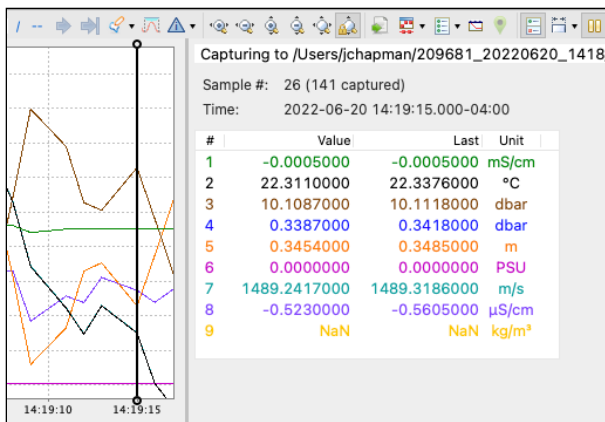 Capturing to /Users/jchapman/209681_20220620_1418
Sample #: 26 (141 captured)
Time: 2022-06-20 14:19:15.000-04:00
# Value Last Unit
1 -0.0005000 -0.0005000 mS/cm
2 22.3110000 22.3376000 °C
3 10.1087000 10.1118000 dbar
4 0.3387000 0.3418000 dbar
5 0.3454000 0.3485000 m
6 0.0000000 0.0000000 PSU
7 1489.2417000 1489.3186000 m/s
8 -0.5230000 -0.5605000 µS/cm
9 NaN NaN kg/m³
14:19:10 14:19:15